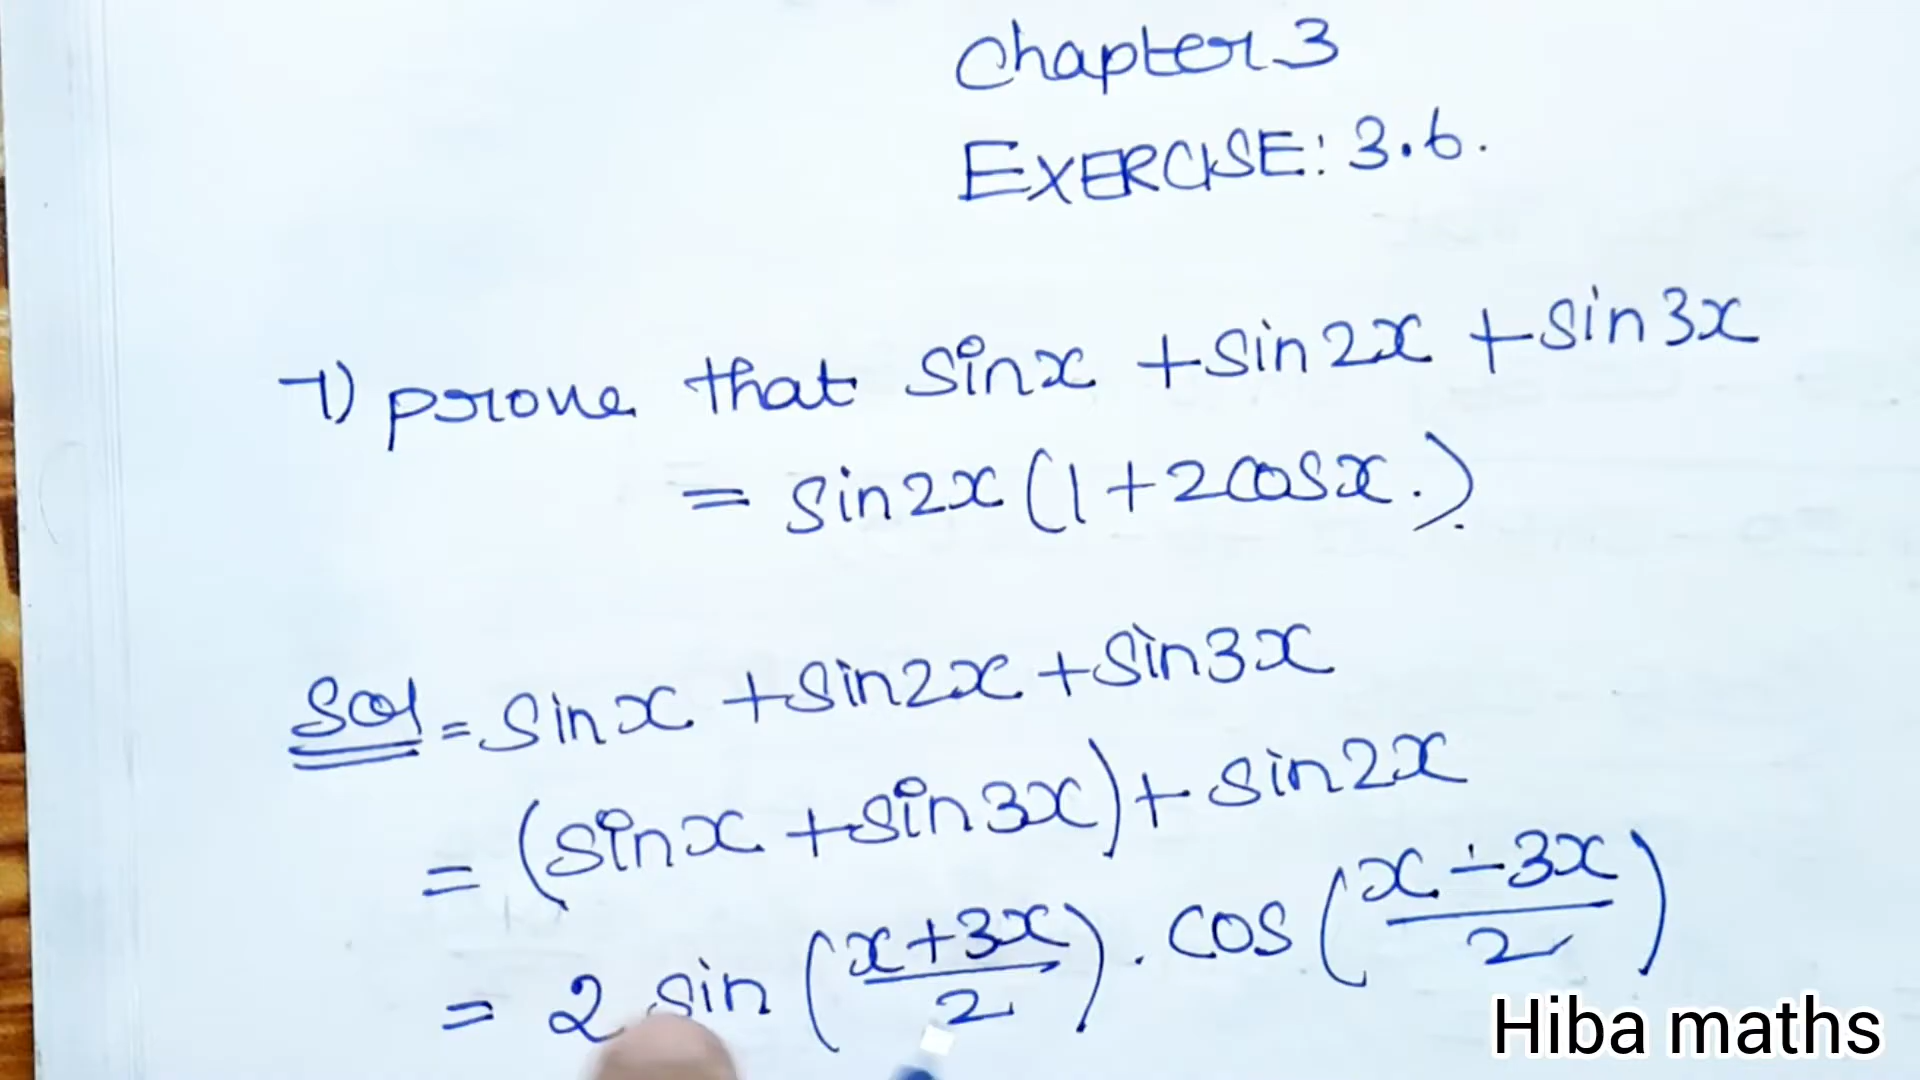 Chapter 3
EXERCISE: 3.6.
7) prove that sinx + sin2x + sin3x
= sin2x (1+2cosx.).
Sol = sinx + sin2x + sin3x
= (sinx + sin3x) + sin2x
= 2 sin (x+3x/2) . cos (x-3x/2)
Hiba maths